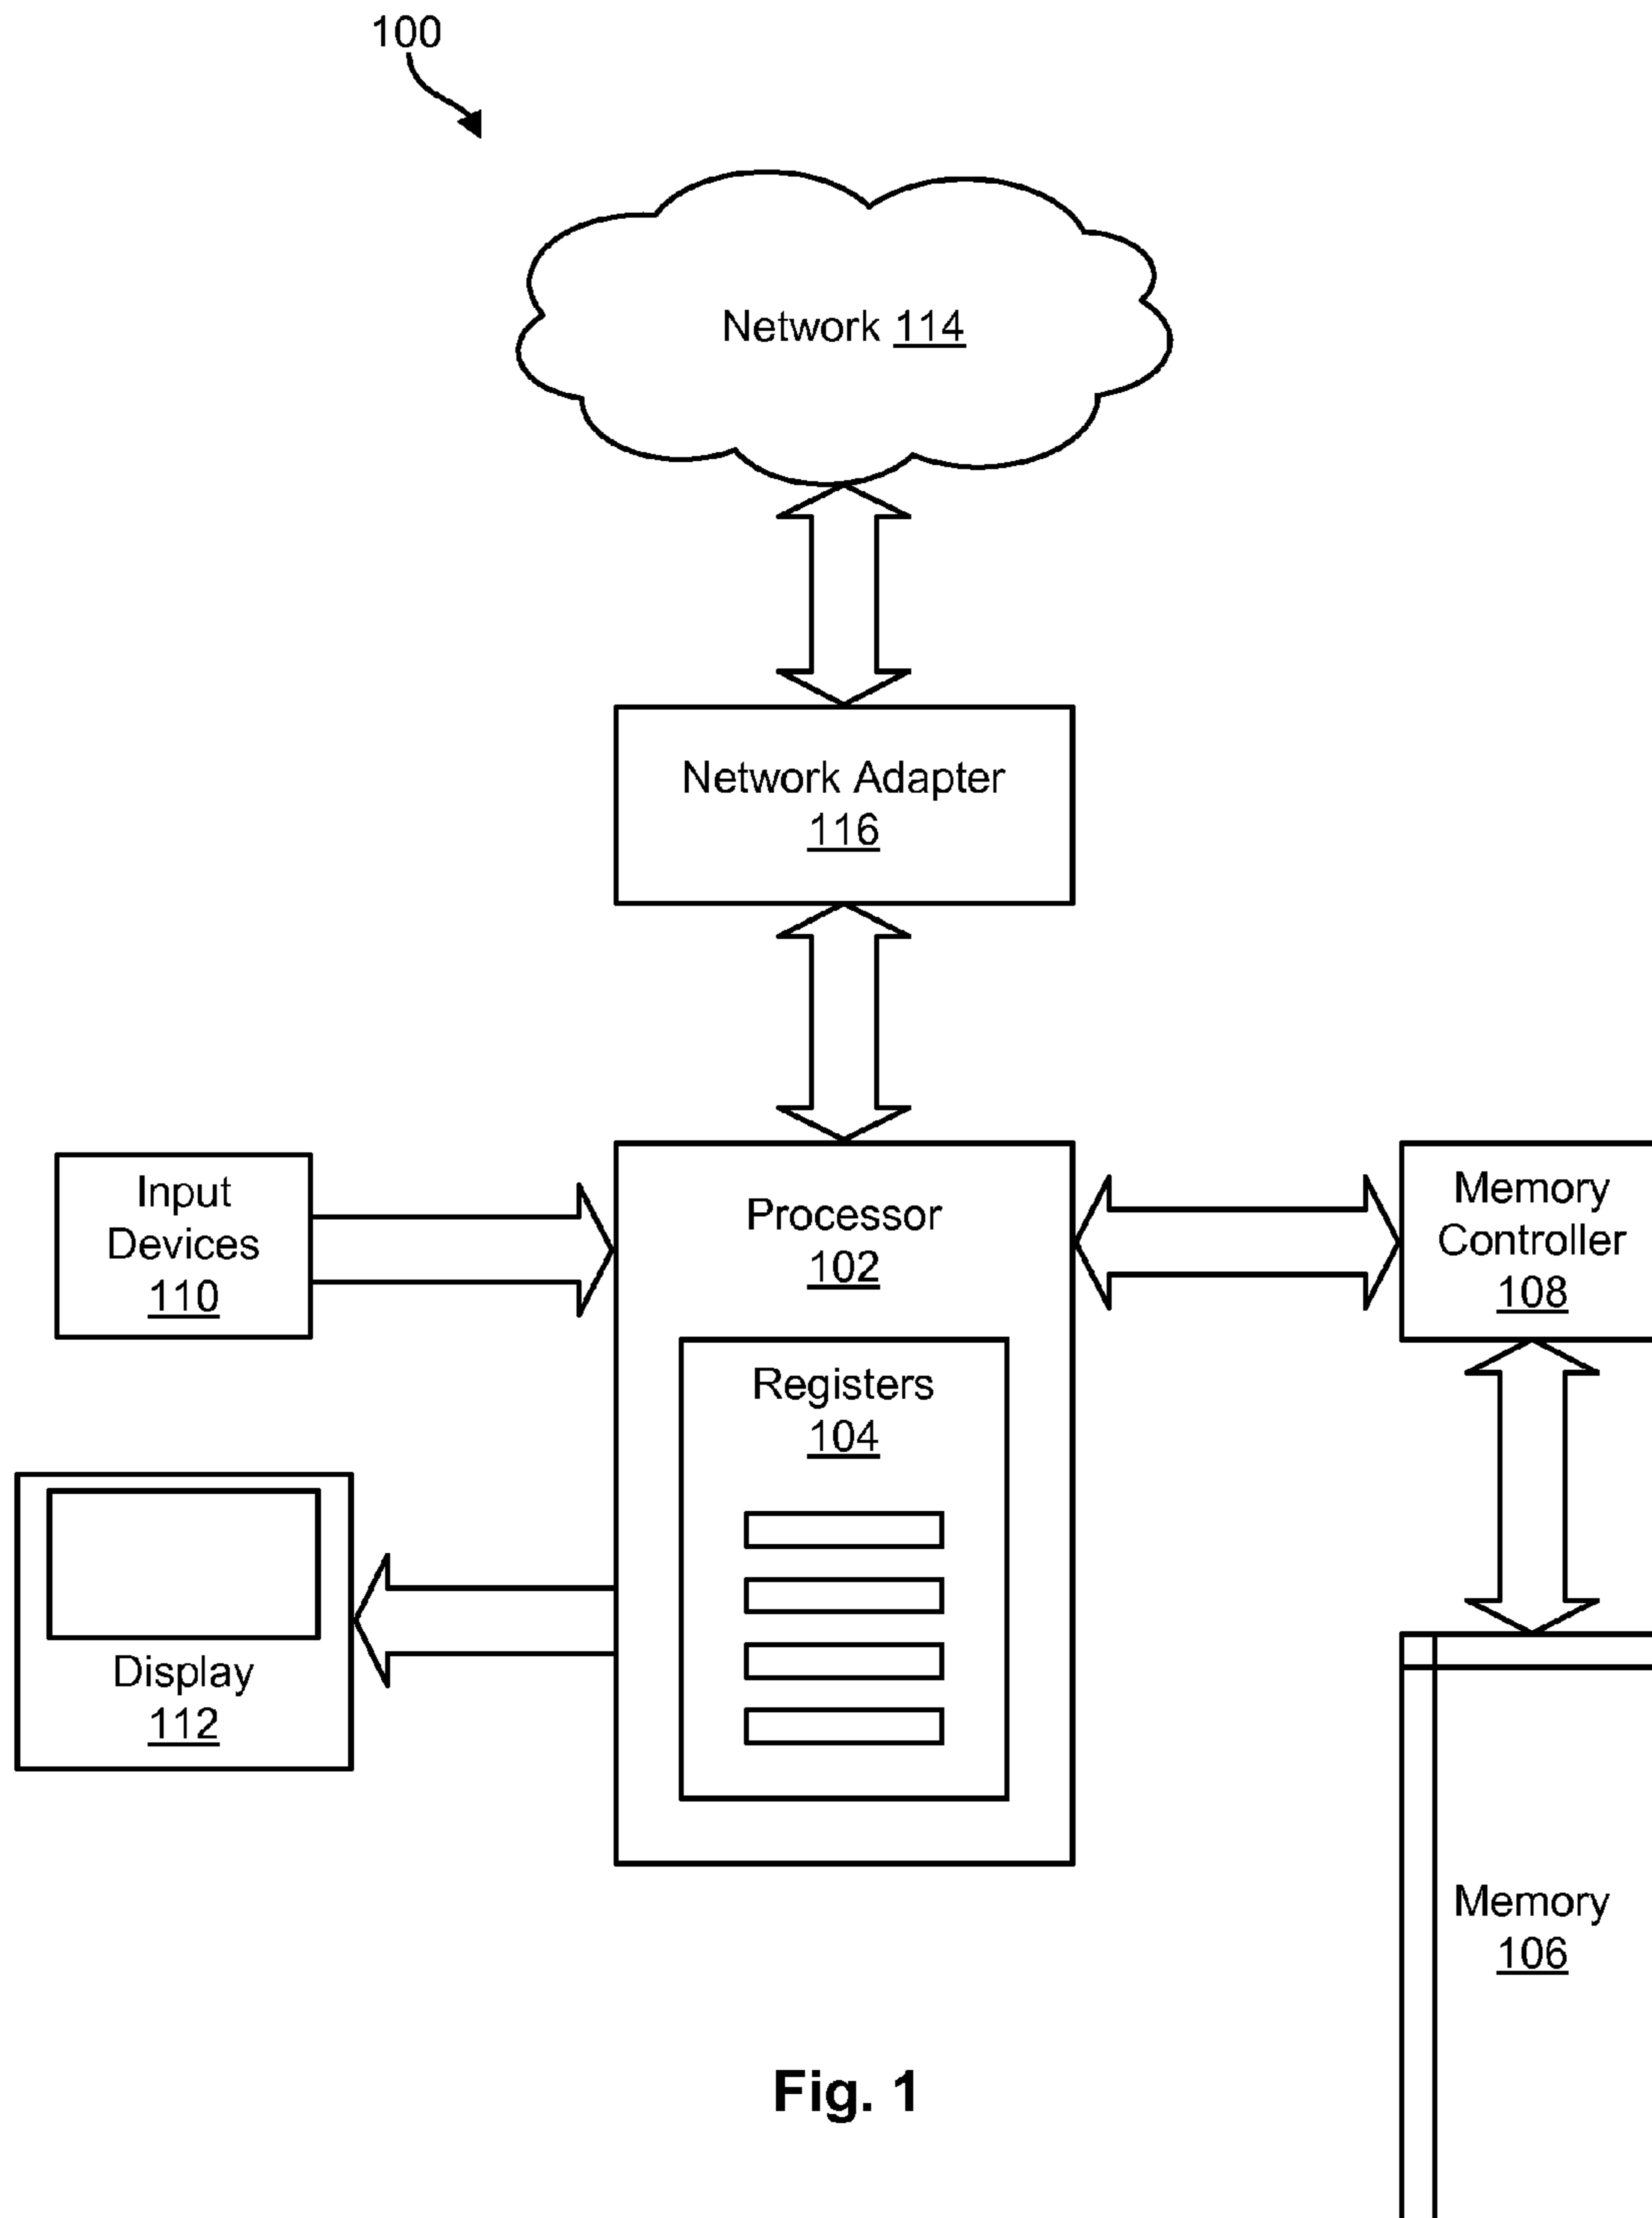 100
Network 114
Network Adapter
116
Input
Devices
110
Processor
102
Memory
Controller
108
Registers
104
Display
112
Memory
106
Fig. 1